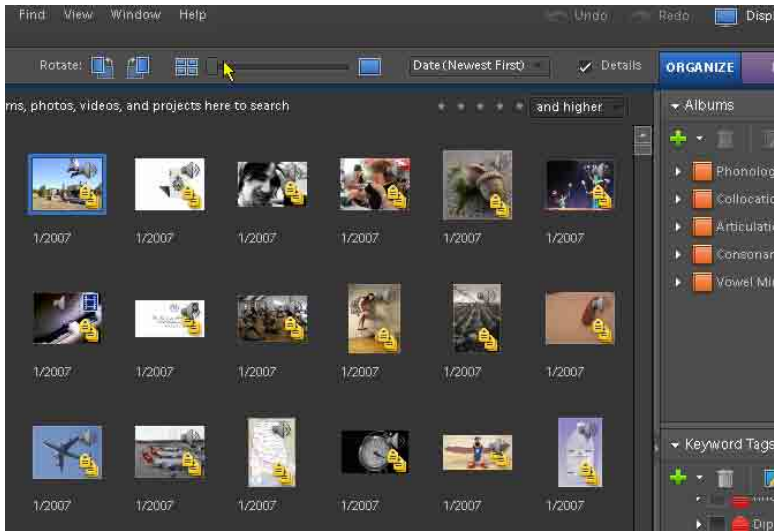 Find View Window Help Undo Redo Disp
Rotate: Date (Newest First) Details ORGANIZE
ms, photos, videos, and projects here to search and higher Albums
Phonolog
Collocatio
Articulatio
Consonan
Vowel Mi
1/2007 1/2007 1/2007 1/2007 1/2007 1/2007
1/2007 1/2007 1/2007 1/2007 1/2007 1/2007
Keyword Tags
1/2007 1/2007 1/2007 1/2007 1/2007 1/2007
Dip